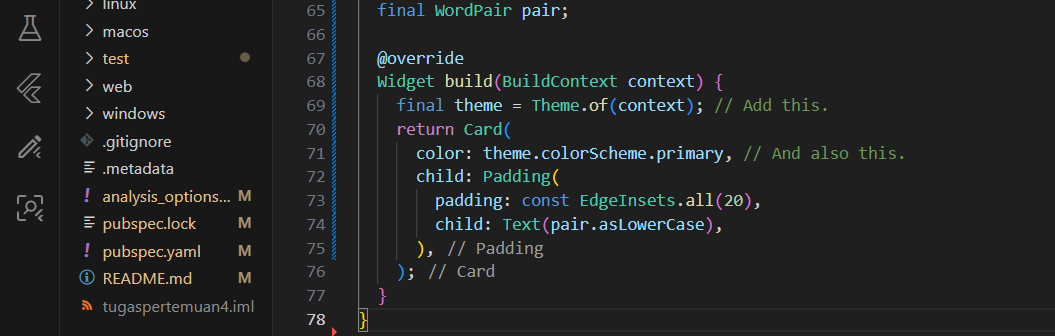 linux
macos
test
web
windows
.gitignore
.metadata
analysis_options... M
pubspec.lock M
pubspec.yaml M
README.md M
tugaspertemuan4.iml
65 final WordPair pair;
66
67 @override
68 Widget build(BuildContext context) {
69 final theme = Theme.of(context); // Add this.
70 return Card(
71 color: theme.colorScheme.primary, // And also this.
72 child: Padding(
73 padding: const EdgeInsets.all(20),
74 child: Text(pair.asLowerCase),
75 ), // Padding
76 ); // Card
77 }
78 }